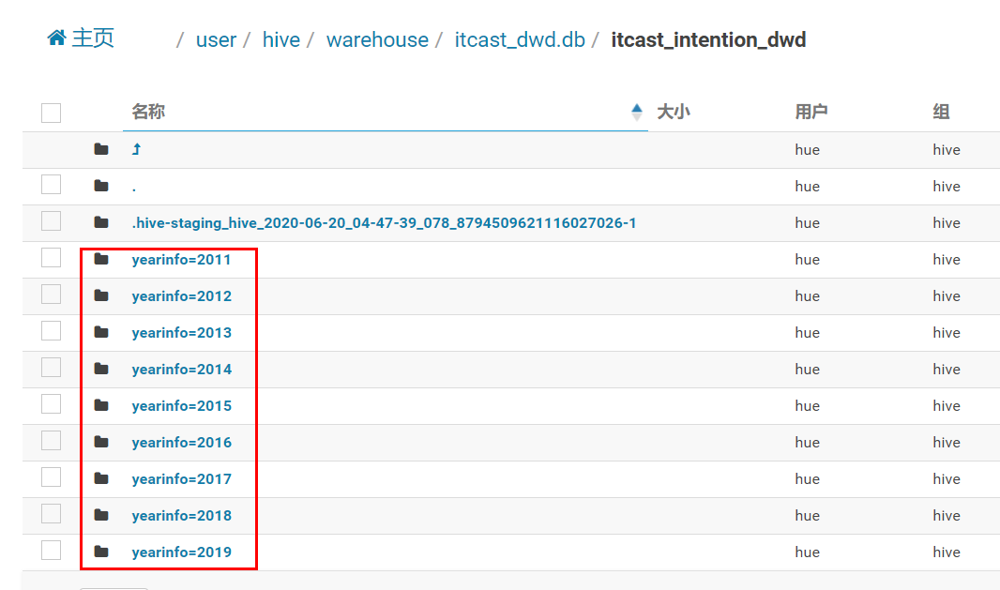 主页 / user / hive / warehouse / itcast_dwd.db / itcast_intention_dwd
名称 大小 用户 组
hue hive
. hue hive
.hive-staging_hive_2020-06-20_04-47-39_078_8794509621116027026-1 hue hive
yearinfo=2011 hue hive
yearinfo=2012 hue hive
yearinfo=2013 hue hive
yearinfo=2014 hue hive
yearinfo=2015 hue hive
yearinfo=2016 hue hive
yearinfo=2017 hue hive
yearinfo=2018 hue hive
yearinfo=2019 hue hive